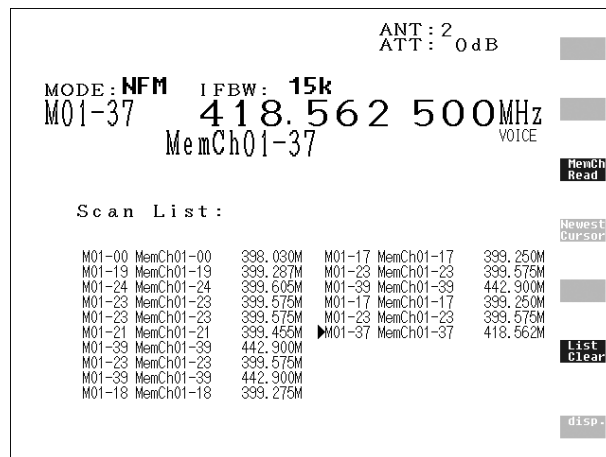 ANT:2
ATT: 0dB
MODE:NFM IFBW: 15k
M01-37 418.562 500MHz
MemCh01-37 VOICE
MemCh
Read
Scan List:
Newest
Cursor
M01-00 MemCh01-00 398.030M M01-17 MemCh01-17 399.250M
M01-19 MemCh01-19 399.287M M01-23 MemCh01-23 399.575M
M01-24 MemCh01-24 399.605M M01-39 MemCh01-39 442.900M
M01-23 MemCh01-23 399.575M M01-17 MemCh01-17 399.250M
M01-23 MemCh01-23 399.575M M01-23 MemCh01-23 399.575M
M01-21 MemCh01-21 399.455M ▶M01-37 MemCh01-37 418.562M
M01-39 MemCh01-39 442.900M
M01-23 MemCh01-23 399.575M
M01-39 MemCh01-39 442.900M
M01-18 MemCh01-18 399.275M
List
Clear
disp.